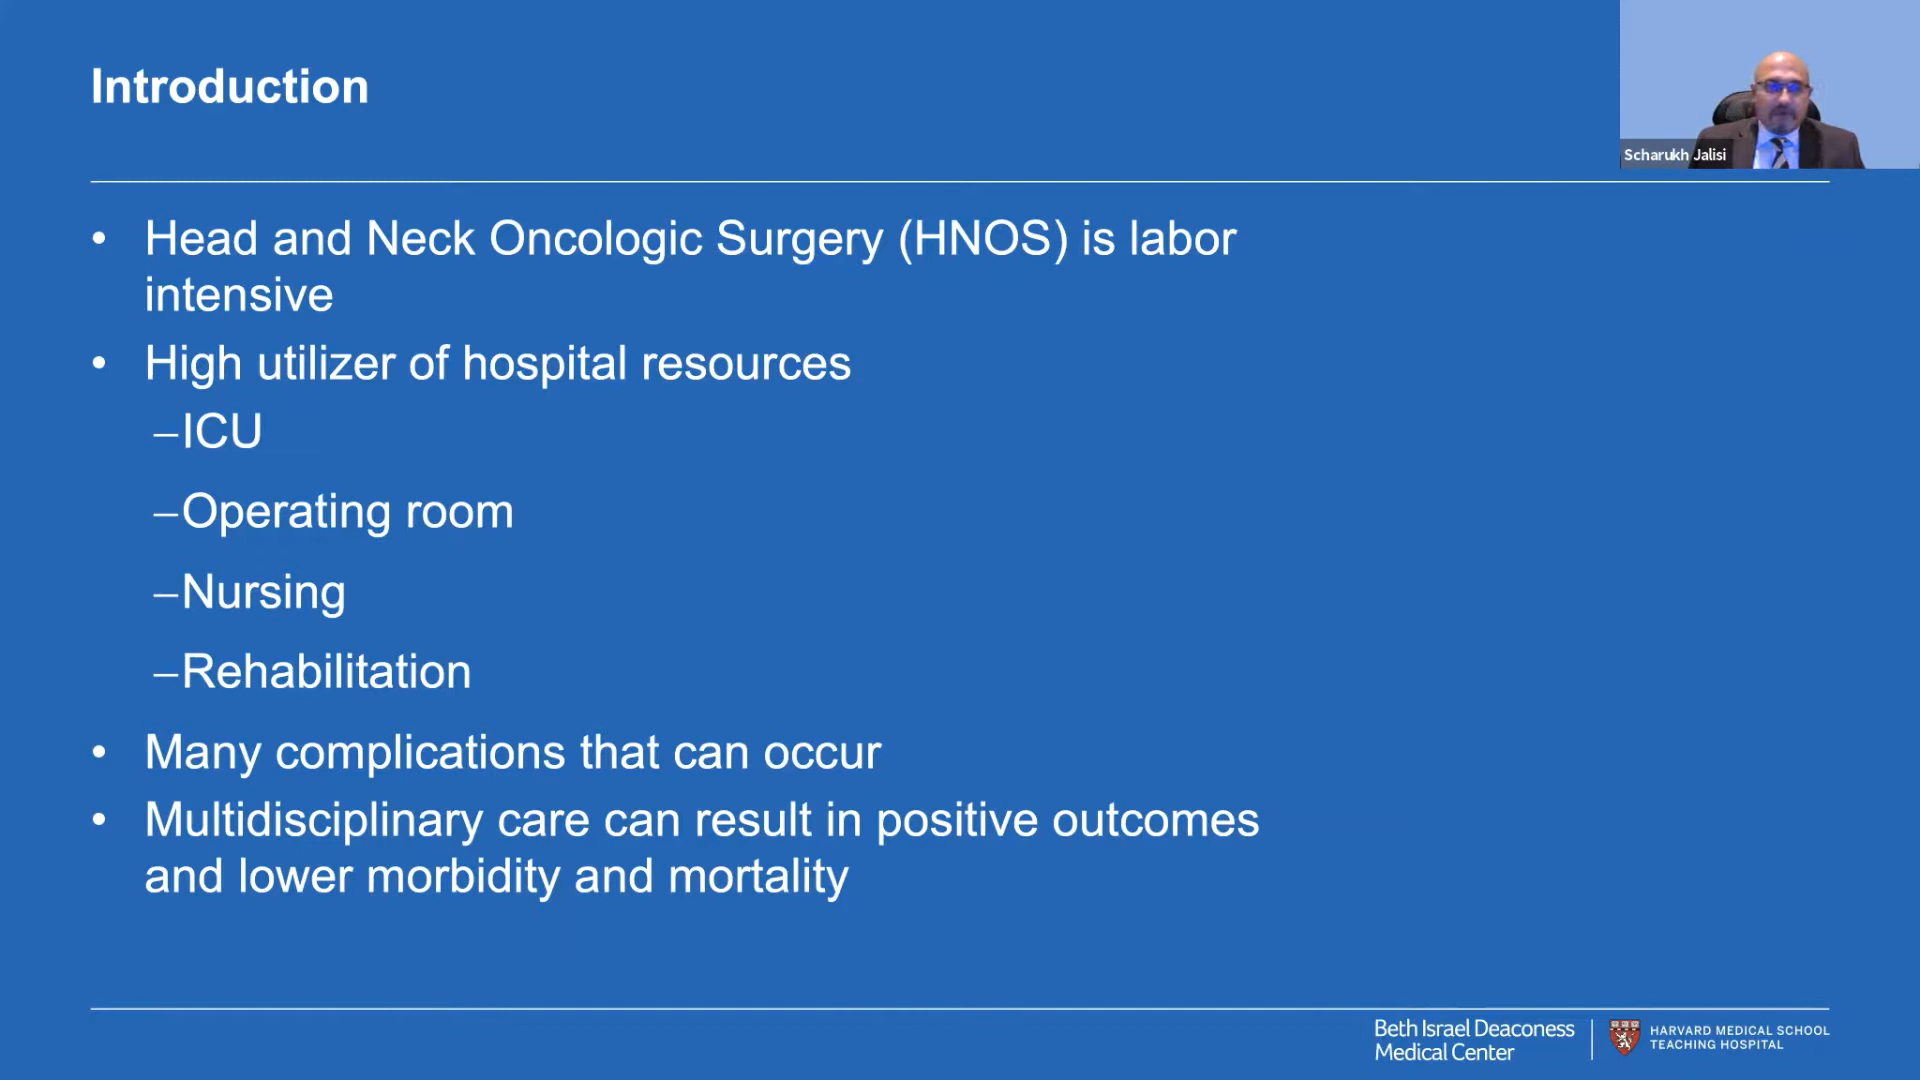 Introduction
Scharukh Jalisi
• Head and Neck Oncologic Surgery (HNOS) is labor
intensive
• High utilizer of hospital resources
–ICU
–Operating room
–Nursing
–Rehabilitation
• Many complications that can occur
• Multidisciplinary care can result in positive outcomes
and lower morbidity and mortality
Beth Israel Deaconess
Medical Center
HARVARD MEDICAL SCHOOL
TEACHING HOSPITAL